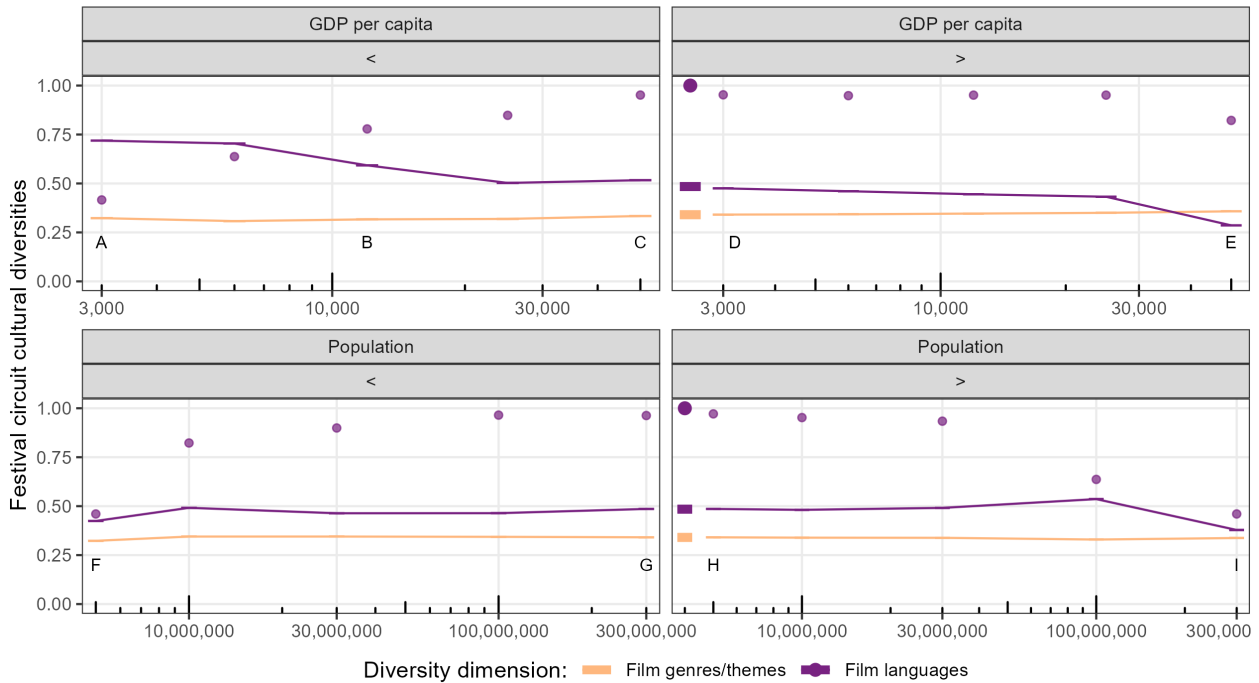 GDP per capita
GDP per capita
<
>
Festival circuit cultural diversities
1.00
0.75
0.50
0.25
0.00
A
B
C
D
E
3,000
10,000
30,000
3,000
10,000
30,000
Population
Population
<
>
1.00
0.75
0.50
0.25
0.00
F
G
H
I
10,000,000
30,000,000
100,000,000
300,000,000
10,000,000
30,000,000
100,000,000
300,000
Diversity dimension: Film genres/themes Film languages